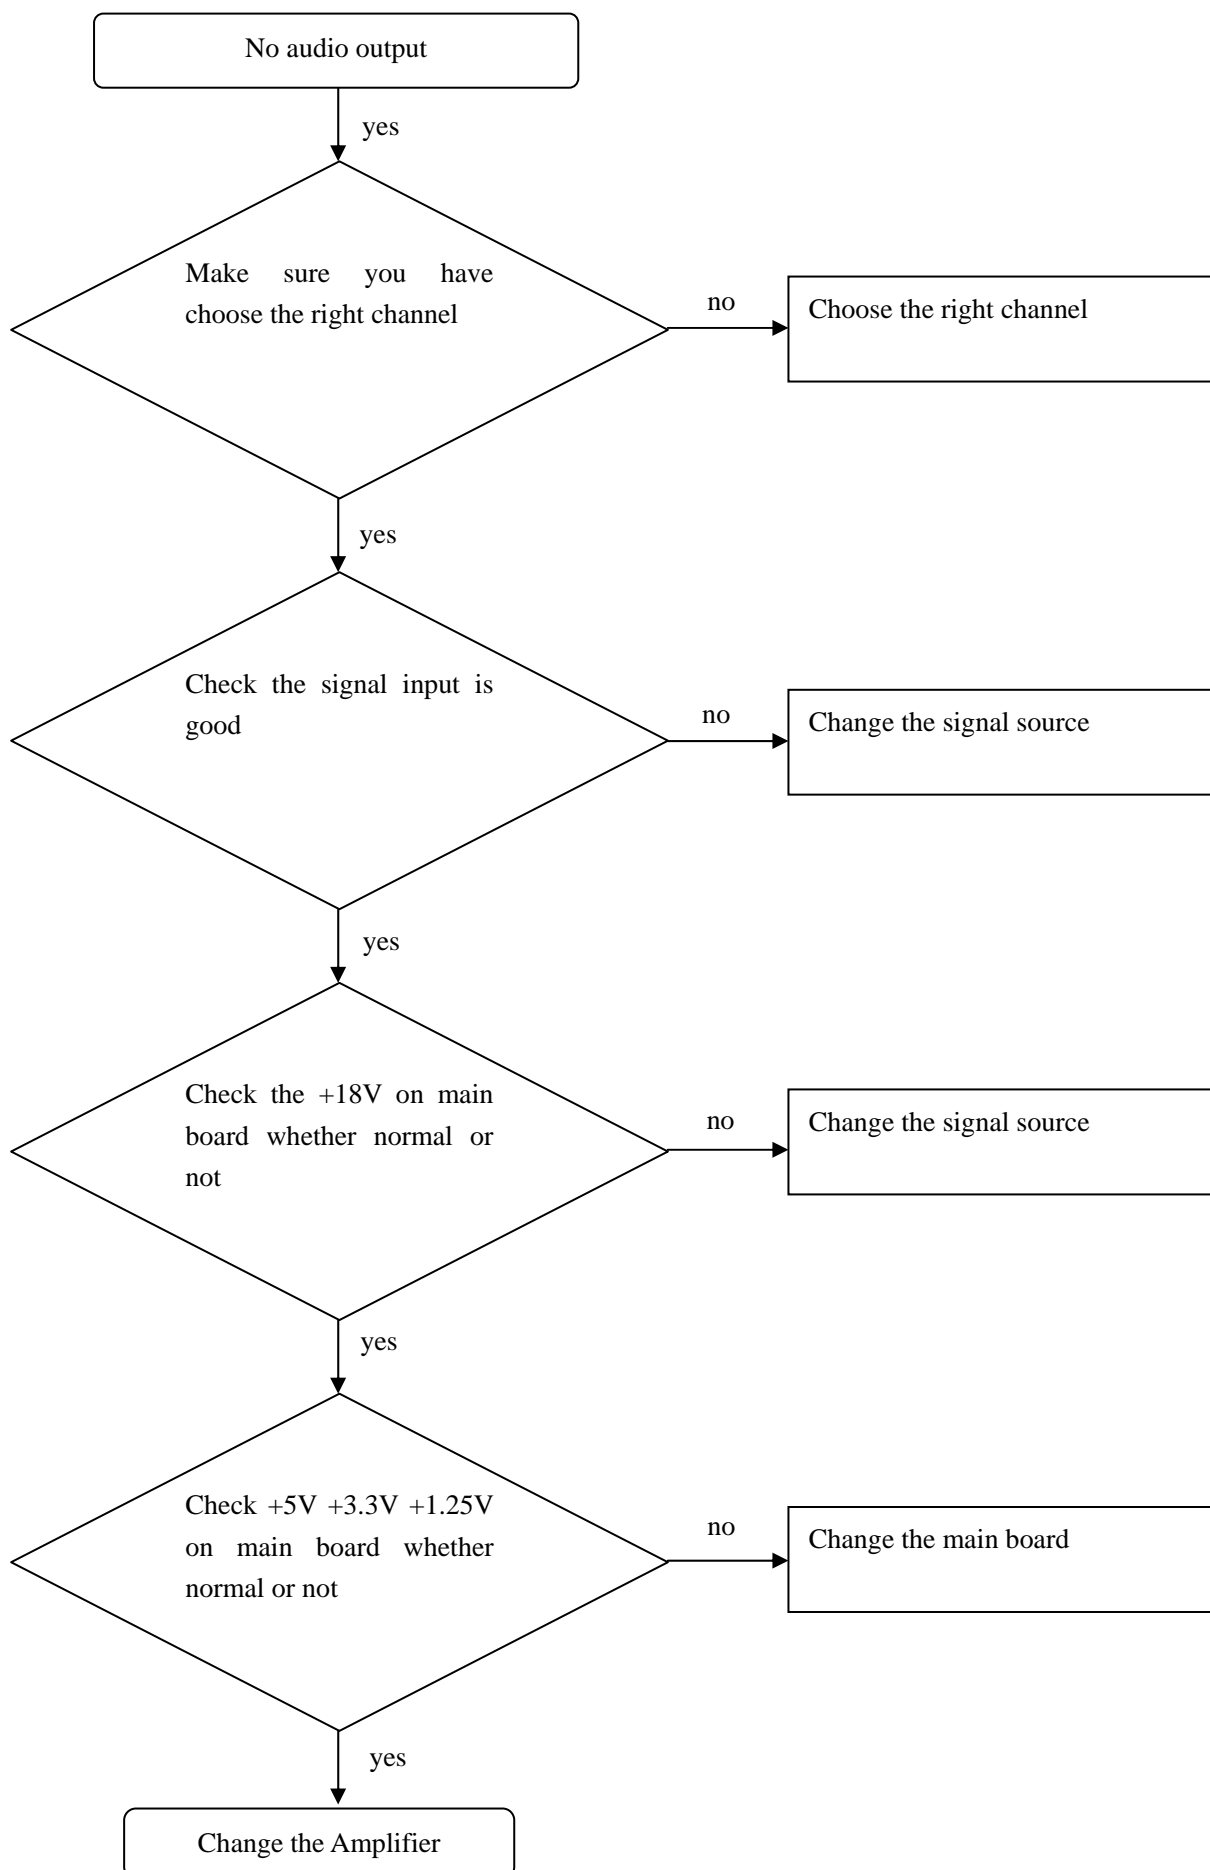 No audio output
yes
Make sure you have
choose the right channel
no
Choose the right channel
yes
Check the signal input is
good
no
Change the signal source
yes
Check the +18V on main
board whether normal or
not
no
Change the signal source
yes
Check +5V +3.3V +1.25V
on main board whether
normal or not
no
Change the main board
yes
Change the Amplifier